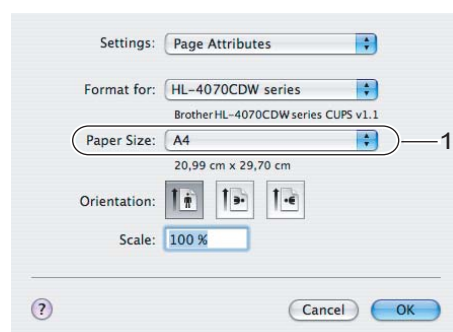 Settings: Page Attributes
Format for: HL-4070CDW series
Brother HL-4070CDW series CUPS v1.1
Paper Size: A4
1
20,99 cm x 29,70 cm
Orientation:
Scale: 100 %
?
Cancel OK